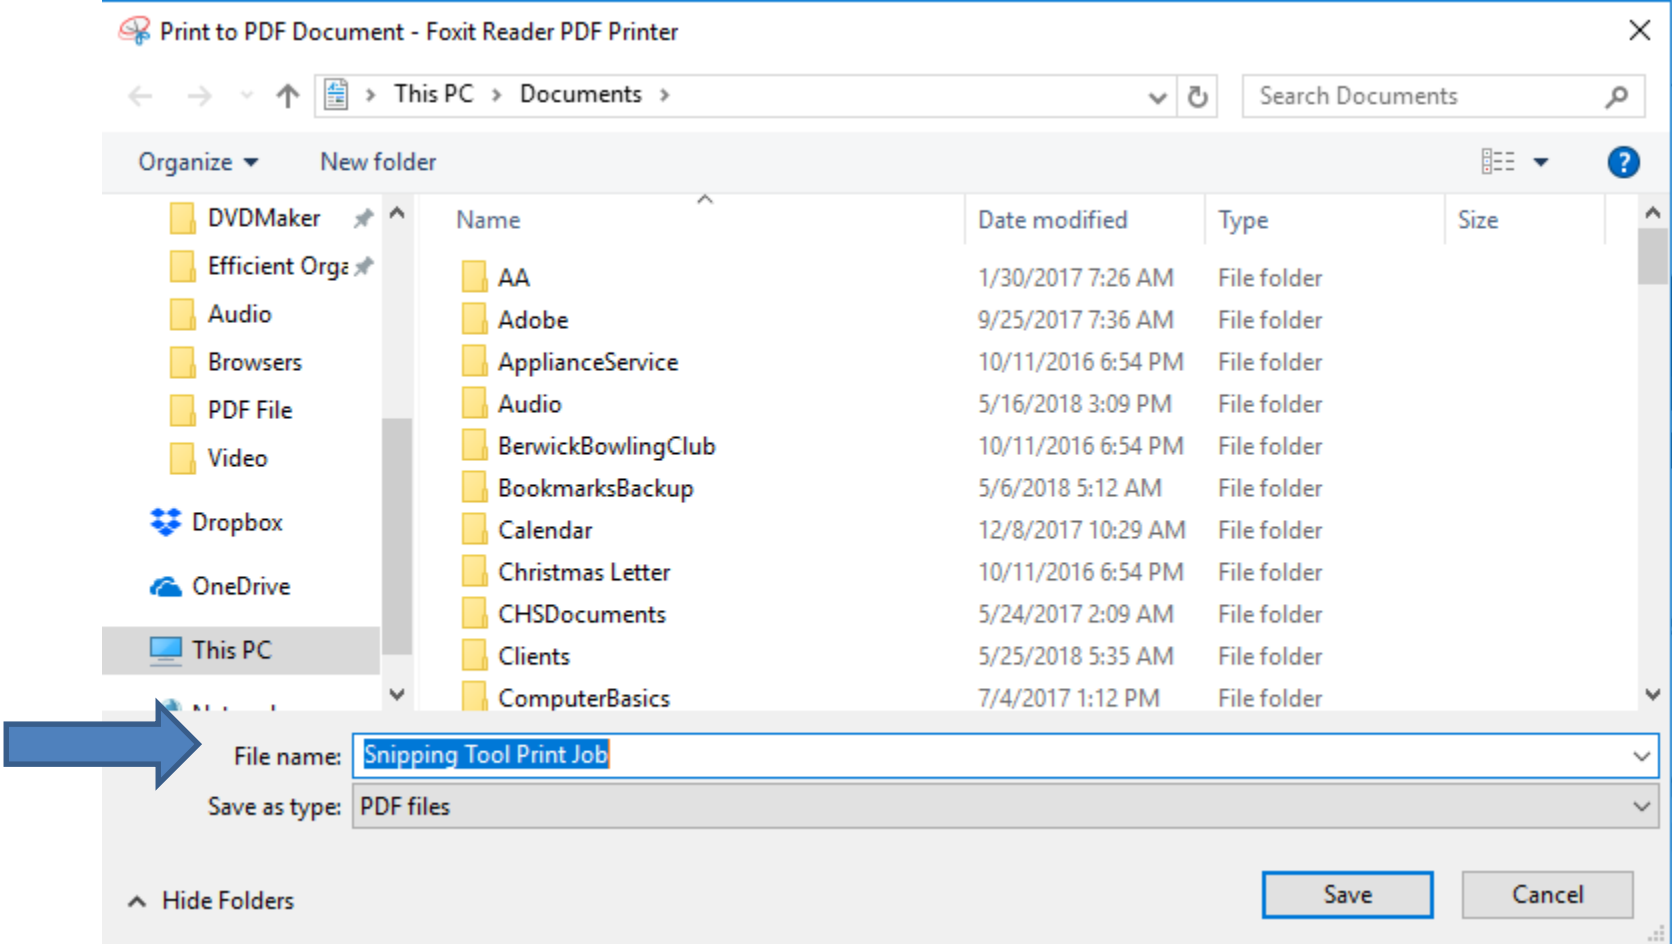 Print to PDF Document - Foxit Reader PDF Printer
This PC > Documents >
Search Documents
Organize
New folder
DVDMaker
Efficient Orga
Audio
Browsers
PDF File
Video
Dropbox
OneDrive
This PC
Name Date modified Type Size
AA 1/30/2017 7:26 AM File folder
Adobe 9/25/2017 7:36 AM File folder
ApplianceService 10/11/2016 6:54 PM File folder
Audio 5/16/2018 3:09 PM File folder
BerwickBowlingClub 10/11/2016 6:54 PM File folder
BookmarksBackup 5/6/2018 5:12 AM File folder
Calendar 12/8/2017 10:29 AM File folder
Christmas Letter 10/11/2016 6:54 PM File folder
CHSDocuments 5/24/2017 2:09 AM File folder
Clients 5/25/2018 5:35 AM File folder
ComputerBasics 7/4/2017 1:12 PM File folder
File name: Snipping Tool Print Job
Save as type: PDF files
Hide Folders
Save
Cancel